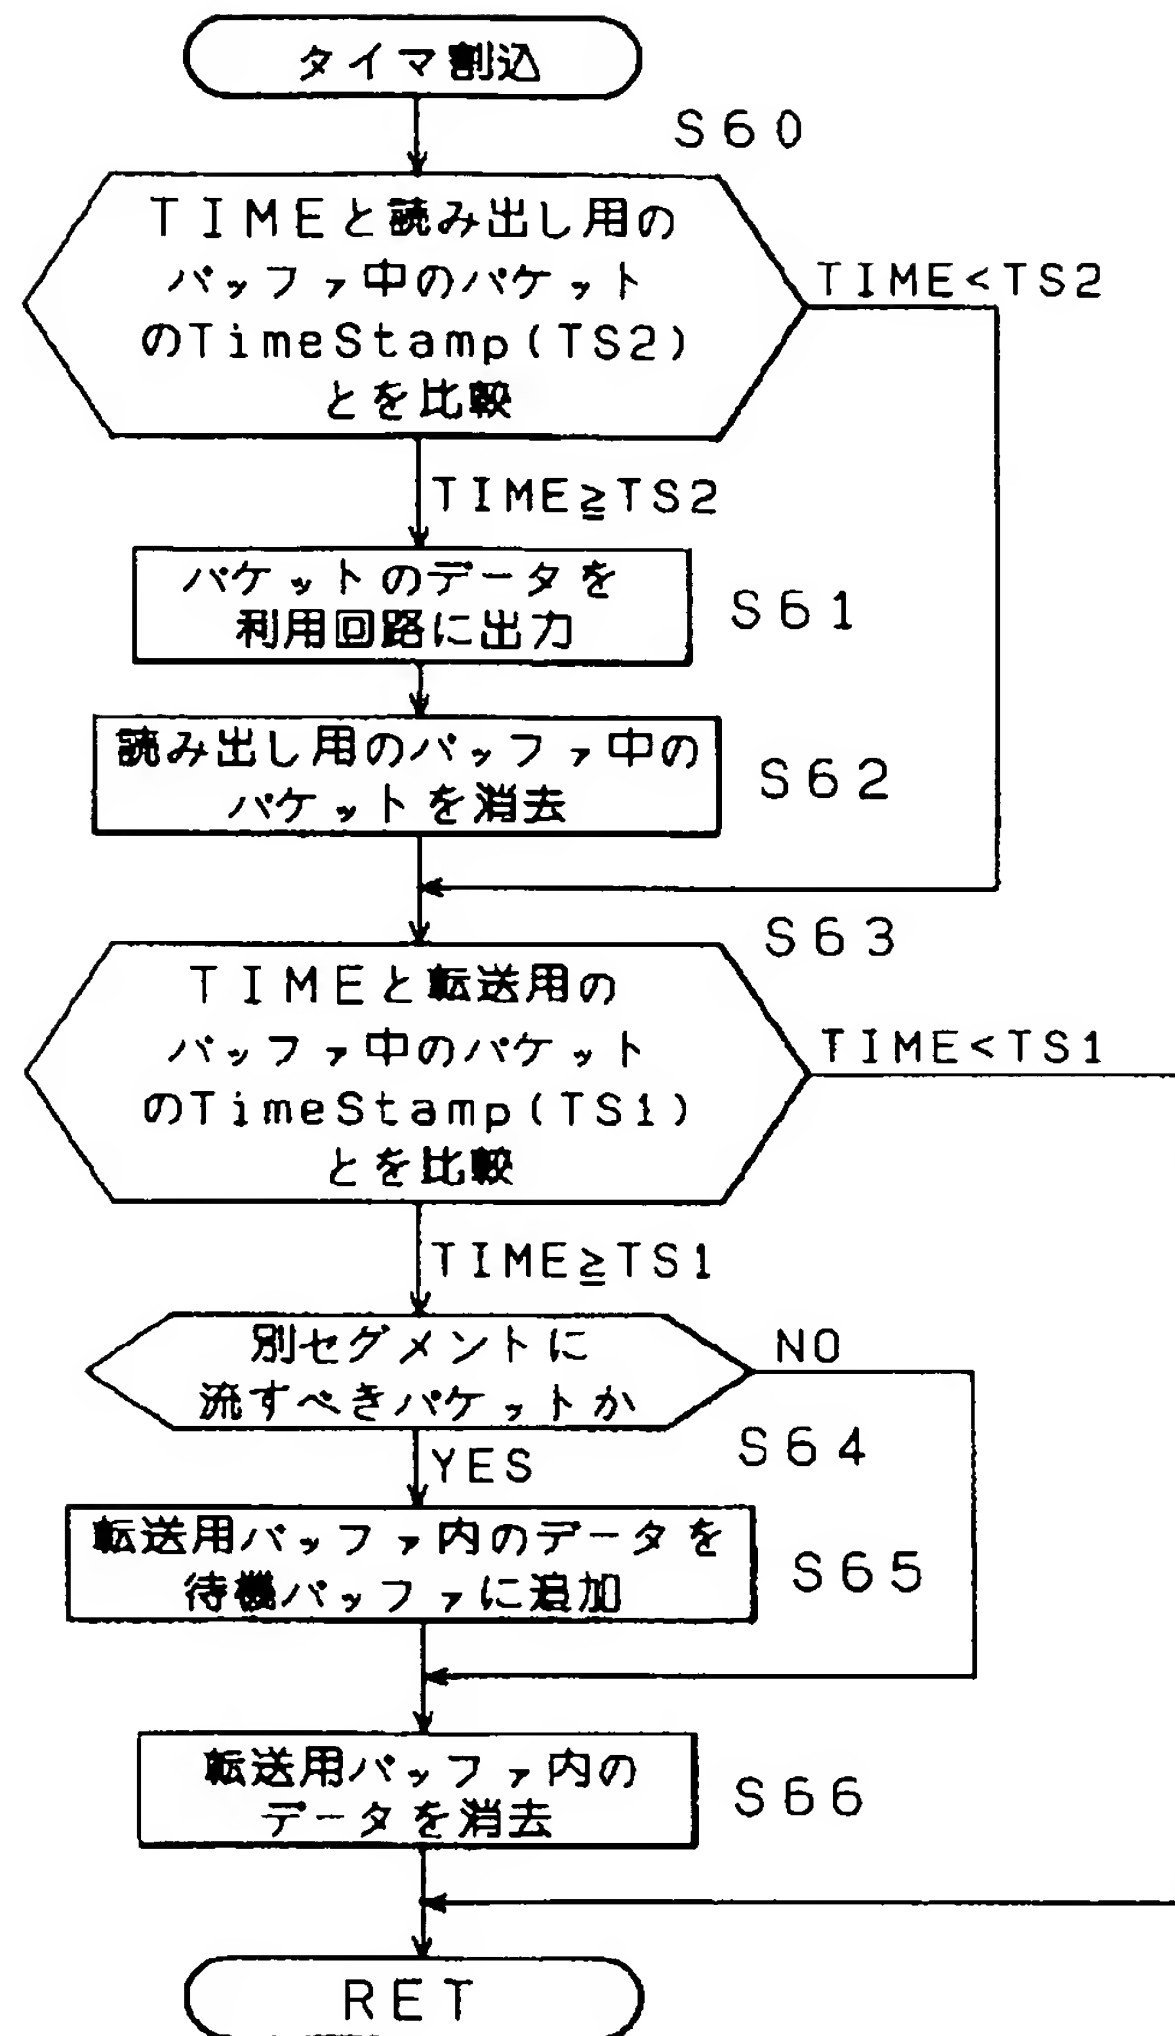 タイマ割込
S60
TIMEと読み出し用の
バッファ中のパケット
のTimeStamp(TS2)
とを比較
TIME<TS2
TIME≧TS2
パケットのデータを
利用回路に出力
S61
読み出し用のバッファ中の
パケットを消去
S62
S63
TIMEと転送用の
バッファ中のパケット
のTimeStamp(TS1)
とを比較
TIME<TS1
TIME≧TS1
別セグメントに
流すべきパケットか
NO
S64
YES
転送用バッファ内のデータを
待機バッファに追加
S65
転送用バッファ内の
データを消去
S66
RET